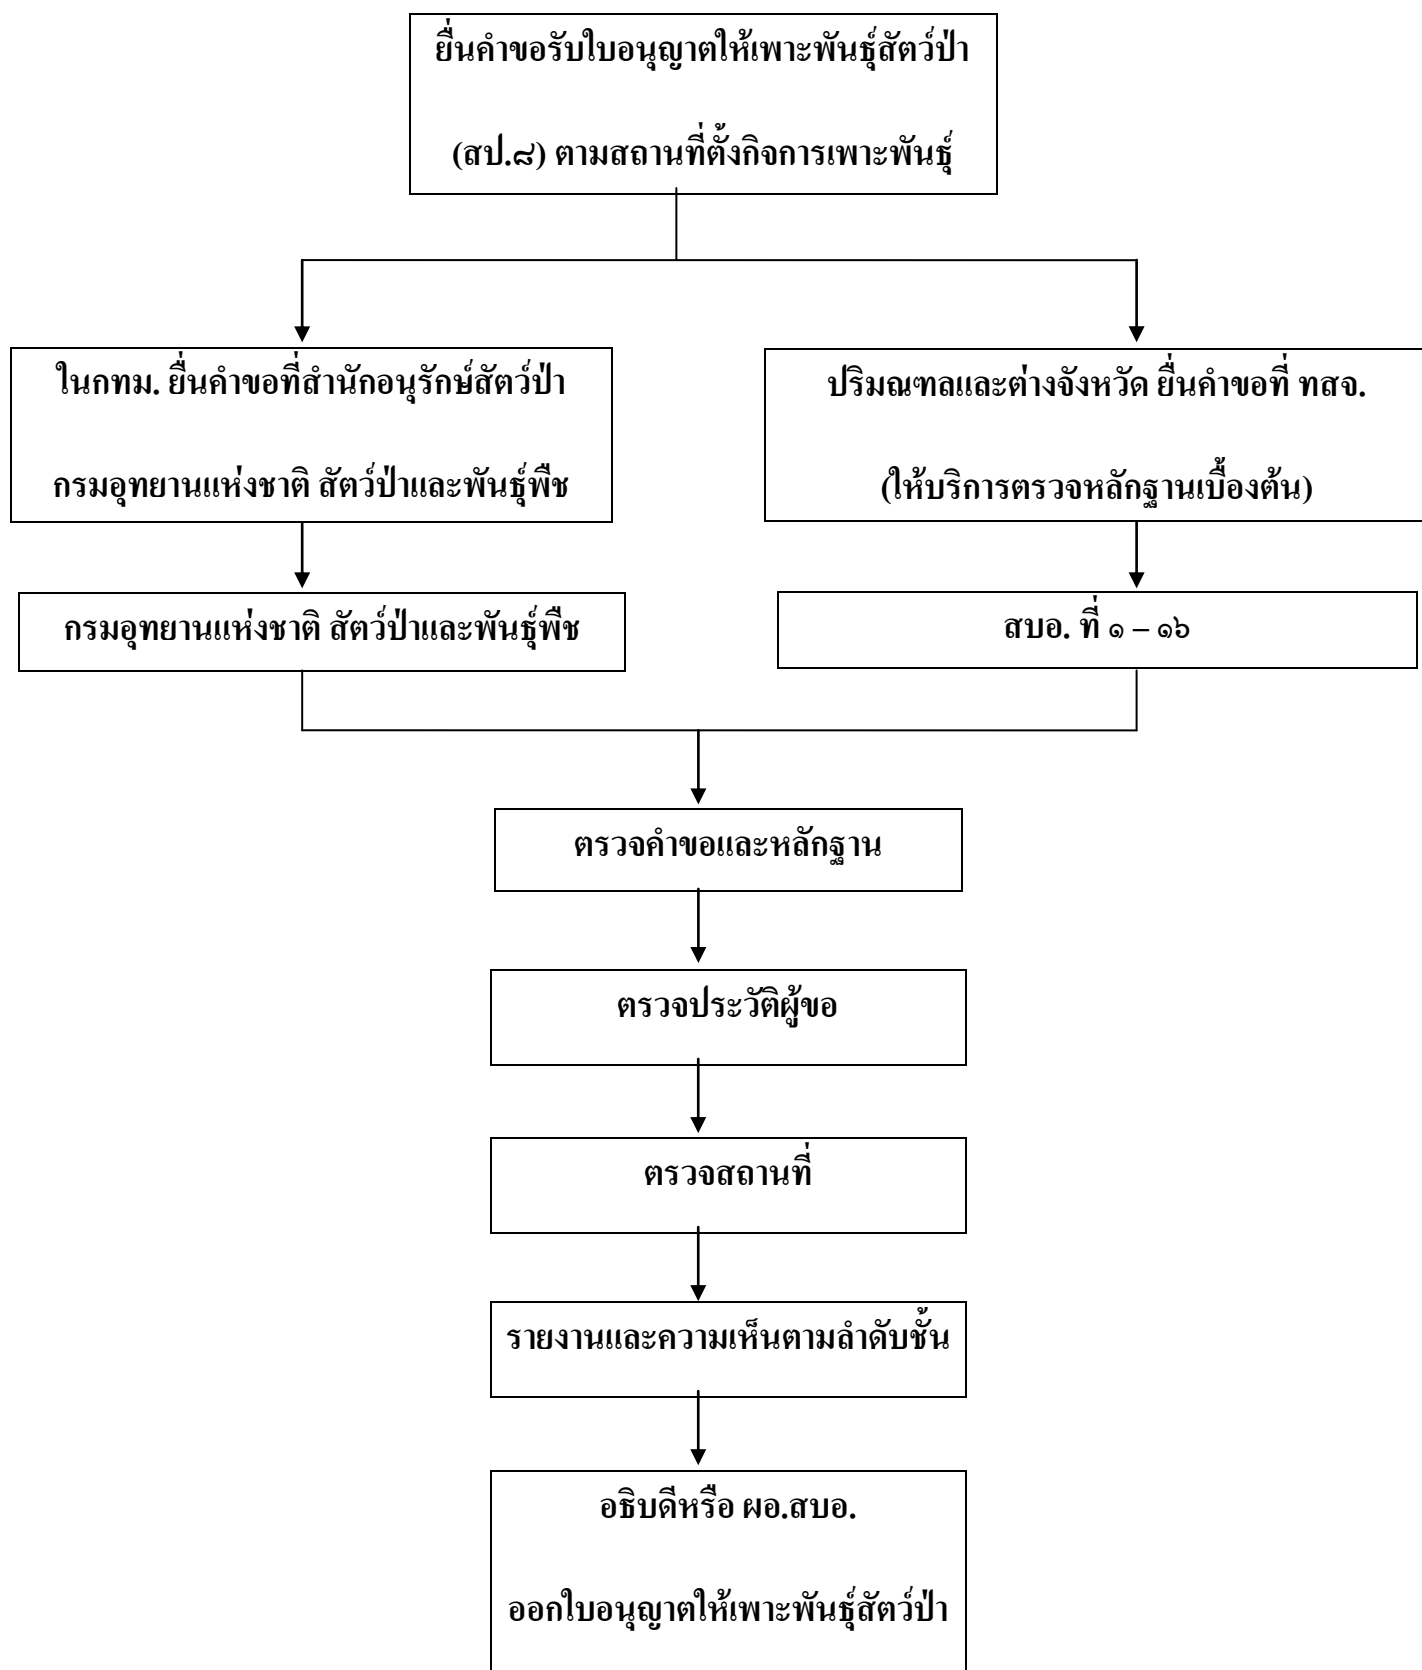 ยื่นคำขอรับใบอนุญาตให้เพาะพันธุ์สัตว์ป่า
(สป.๘) ตามสถานที่ตั้งกิจการเพาะพันธุ์
ในกทม. ยื่นคำขอที่สำนักอนุรักษ์สัตว์ป่า
กรมอุทยานแห่งชาติ สัตว์ป่าและพันธุ์พืช
ปริมณฑลและต่างจังหวัด ยื่นคำขอที่ ทสจ.
(ให้บริการตรวจหลักฐานเบื้องต้น)
กรมอุทยานแห่งชาติ สัตว์ป่าและพันธุ์พืช
สบอ. ที่ ๑ – ๑๖
ตรวจคำขอและหลักฐาน
ตรวจประวัติผู้ขอ
ตรวจสถานที่
รายงานและความเห็นตามลำดับชั้น
อธิบดีหรือ ผอ.สบอ.
ออกใบอนุญาตให้เพาะพันธุ์สัตว์ป่า